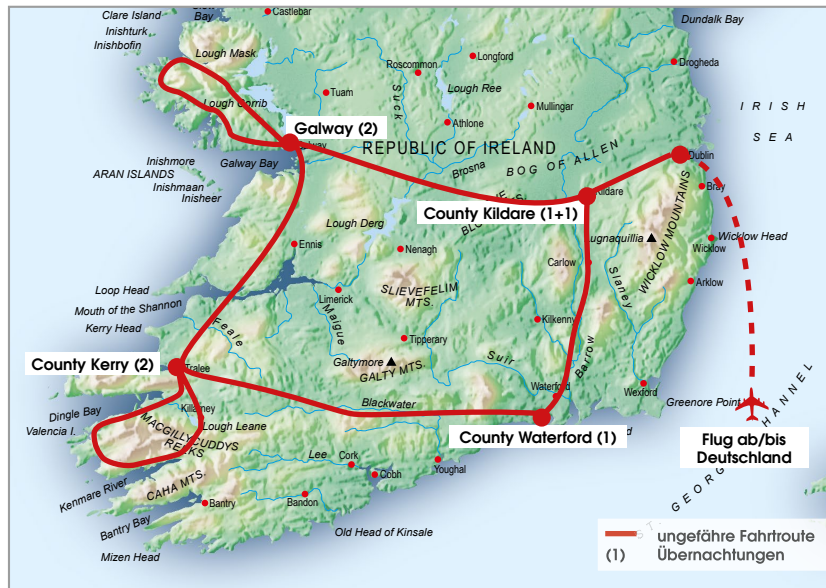 Clare Island
Bay
Castlebar
Inishturk
Inishbofin
Lough Mask
Roscommon
Longford
Dundalk Bay
Drogheda
Lough Ree
Tuam
Suck
Mullingar
Lough Corrib
Athlone
IRISH
SEA
Galway (2)
Galway
REPUBLIC OF IRELAND
Dublin
Galway Bay
Brosna
BOG OF ALLEN
Inishmore
ARAN ISLANDS
Inishmaan
Inisheer
Kildare
Bray
County Kildare (1+1)
Lough Derg
WICKLOW MOUNTAINS
Wicklow Head
Wicklow
Ennis
Nenagh
Carlow
Slaney
Arklow
Loop Head
Mouth of the Shannon
Kerry Head
Limerick
SLIEVEFELIM
MTS.
Feale
Maigue
Tipperary
Kilkenny
Barrow
County Kerry (2)
Tralee
Galtymore
GALTY MTS.
Suir
Waterford
Wexford
Greenore Point
Dingle Bay
Valencia I.
Killarney
Blackwater
MACGILLYCUDDYS
REEKS
Lough Leane
County Waterford (1)
Flug ab/bis
Deutschland
Lee
Cork
Youghal
Cobh
Kenmare River
CAHA MTS.
Bantry
Bandon
Bantry Bay
Old Head of Kinsale
Mizen Head
ST. GEORGE
CHANNEL
ungefähre Fahrtroute
(1) Übernachtungen